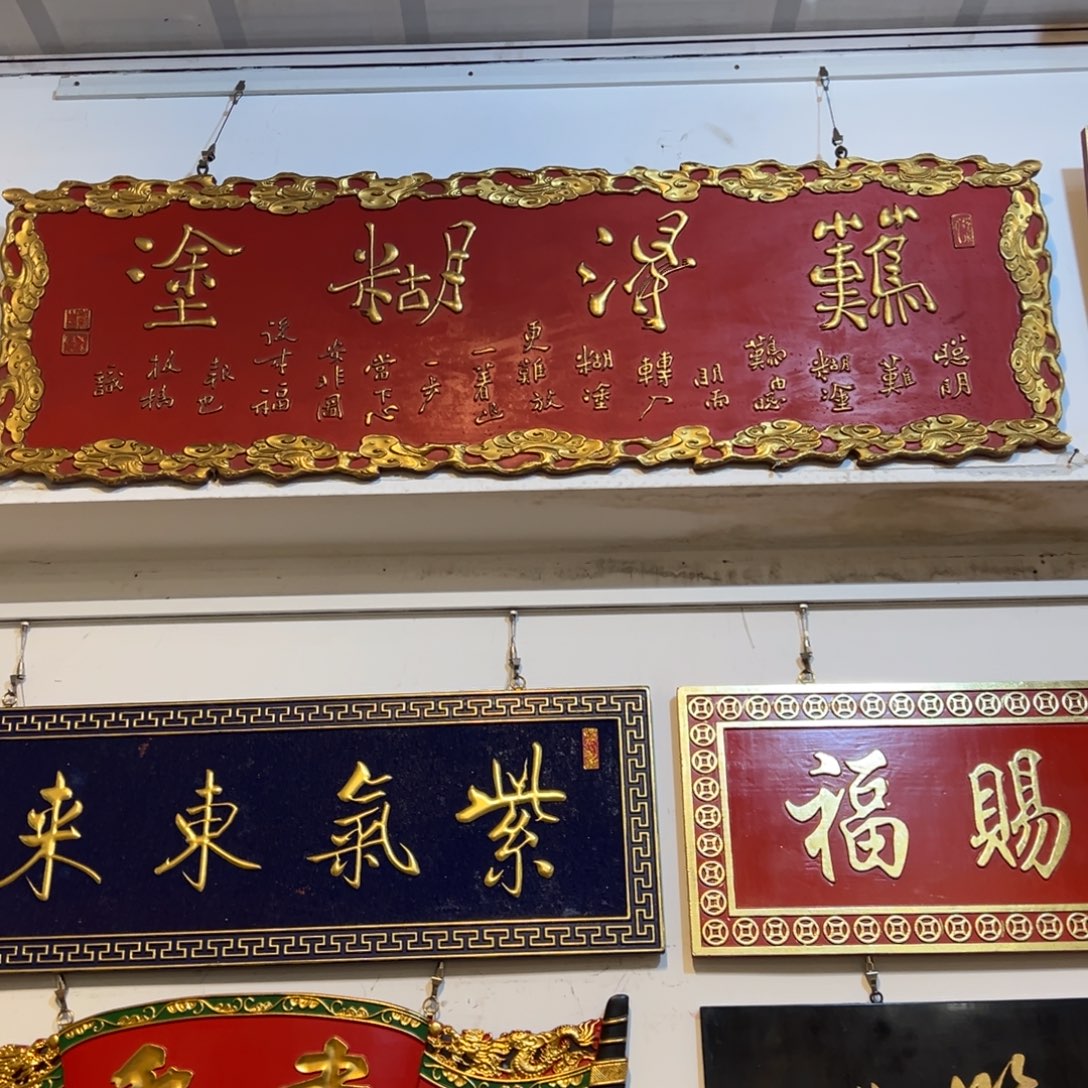 難得糊塗
聰明
難
糊塗
難由聰
明而
轉入
糊塗
更難放
一著退
一步
當下心
安非圖
後來福
報也
板橋
識
紫氣東來
賜福